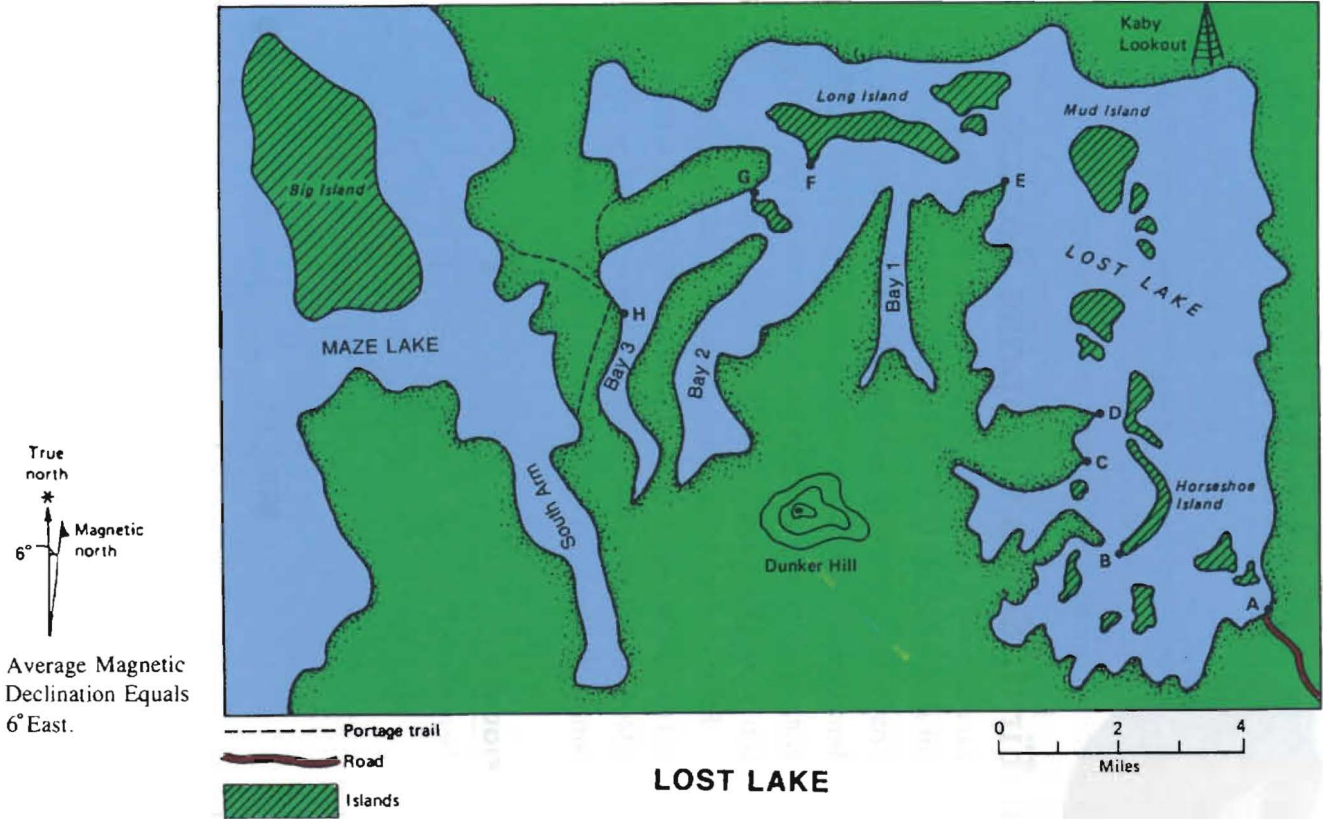 Kaby
Lookout
Long Island
Mud Island
Big Island
G
F
E
LOST LAKE
Bay 1
H
MAZE LAKE
Bay 3
Bay 2
D
C
Horseshoe
Island
South Arm
Dunker Hill
B
A
True
north
Magnetic
north
6°
Average Magnetic
Declination Equals
6° East.
Portage trail
Road
Islands
LOST LAKE
0 2 4
Miles